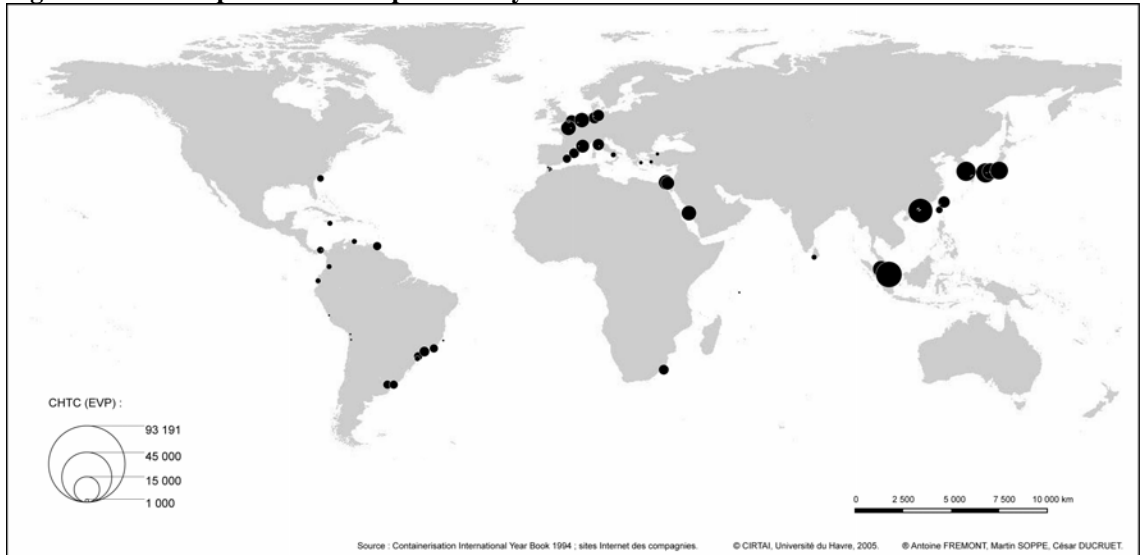 CHTC (EVP) :
93 191
45 000
15 000
1 000
0 2 500 5 000 7 500 10 000 km
Source : Containerisation International Year Book 1994 ; sites Internet des compagnies. © CIRTAI, Université du Havre, 2005. ® Antoine FREMONT, Martin SOPPE, César DUCRUET.